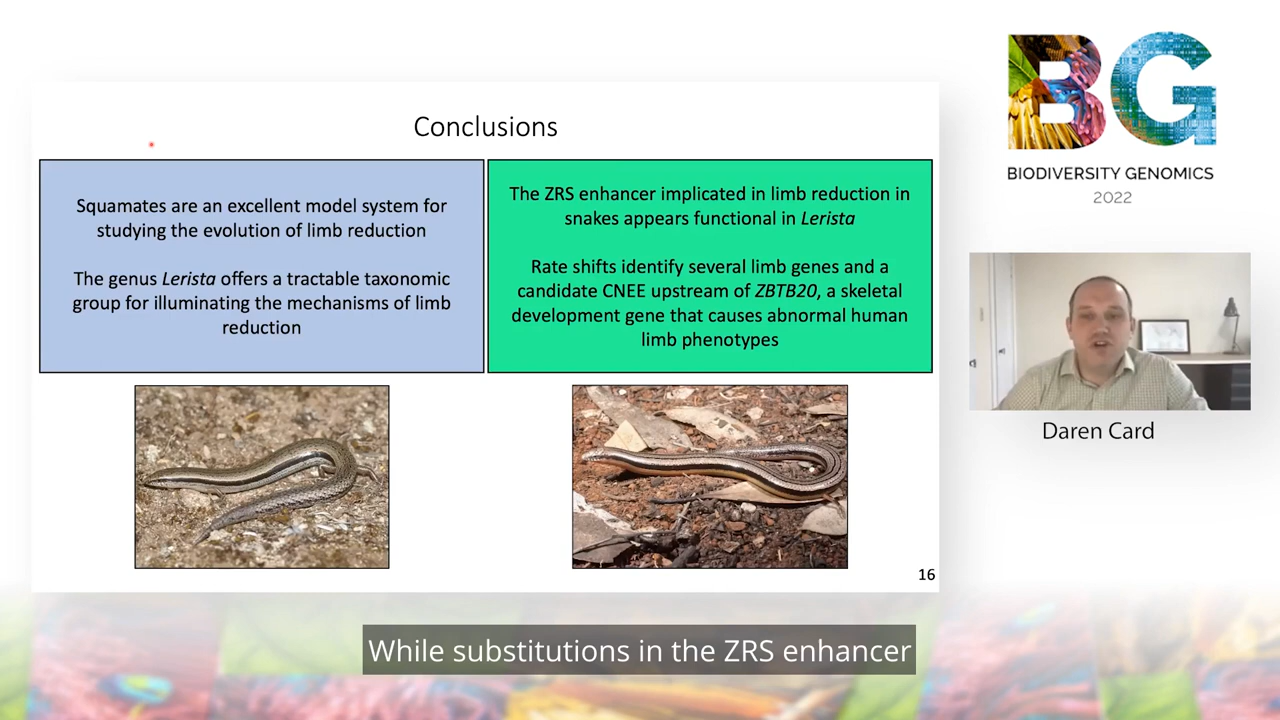 Conclusions
Squamates are an excellent model system for
studying the evolution of limb reduction
The genus Lerista offers a tractable taxonomic
group for illuminating the mechanisms of limb
reduction
The ZRS enhancer implicated in limb reduction in
snakes appears functional in Lerista
Rate shifts identify several limb genes and a
candidate CNEE upstream of ZBTB20, a skeletal
development gene that causes abnormal human
limb phenotypes
16
BG
BIODIVERSITY GENOMICS
2022
Daren Card
While substitutions in the ZRS enhancer